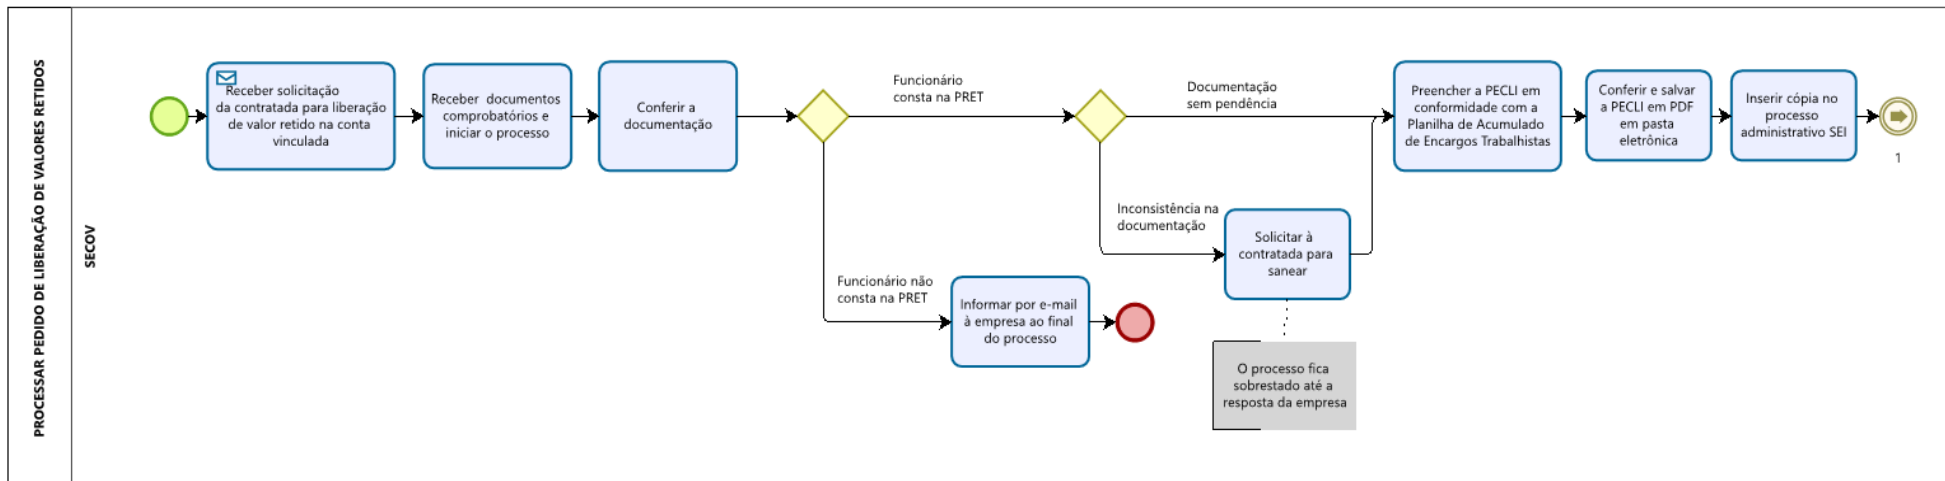 PROCESSAR PEDIDO DE LIBERAÇÃO DE VALORES RETIDOS
SECOV
Receber solicitação
da contratada para liberação
de valor retido na conta
vinculada
Receber documentos
comprobatórios e
iniciar o processo
Conferir a
documentação
Funcionário
consta na PRET
Funcionário não
consta na PRET
Informar por e-mail
à empresa ao final
do processo
Documentação
sem pendência
Inconsistência na
documentação
Solicitar à
contratada para
sanear
O processo fica
sobrestado até a
resposta da empresa
Preencher a PECLI em
conformidade com a
Planilha de Acumulado
de Encargos Trabalhistas
Conferir e salvar
a PECLI em PDF
em pasta
eletrônica
Inserir cópia no
processo
administrativo SEI
1